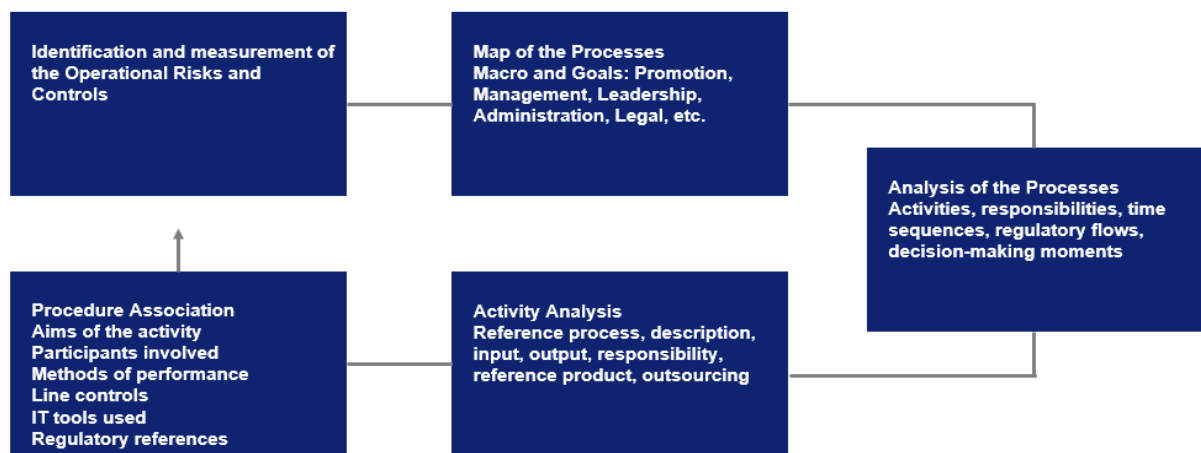 Identification and measurement of
the Operational Risks and
Controls
Map of the Processes
Macro and Goals: Promotion,
Management, Leadership,
Administration, Legal, etc.
Analysis of the Processes
Activities, responsibilities, time
sequences, regulatory flows,
decision-making moments
Procedure Association
Aims of the activity
Participants involved
Methods of performance
Line controls
IT tools used
Regulatory references
Activity Analysis
Reference process, description,
input, output, responsibility,
reference product, outsourcing